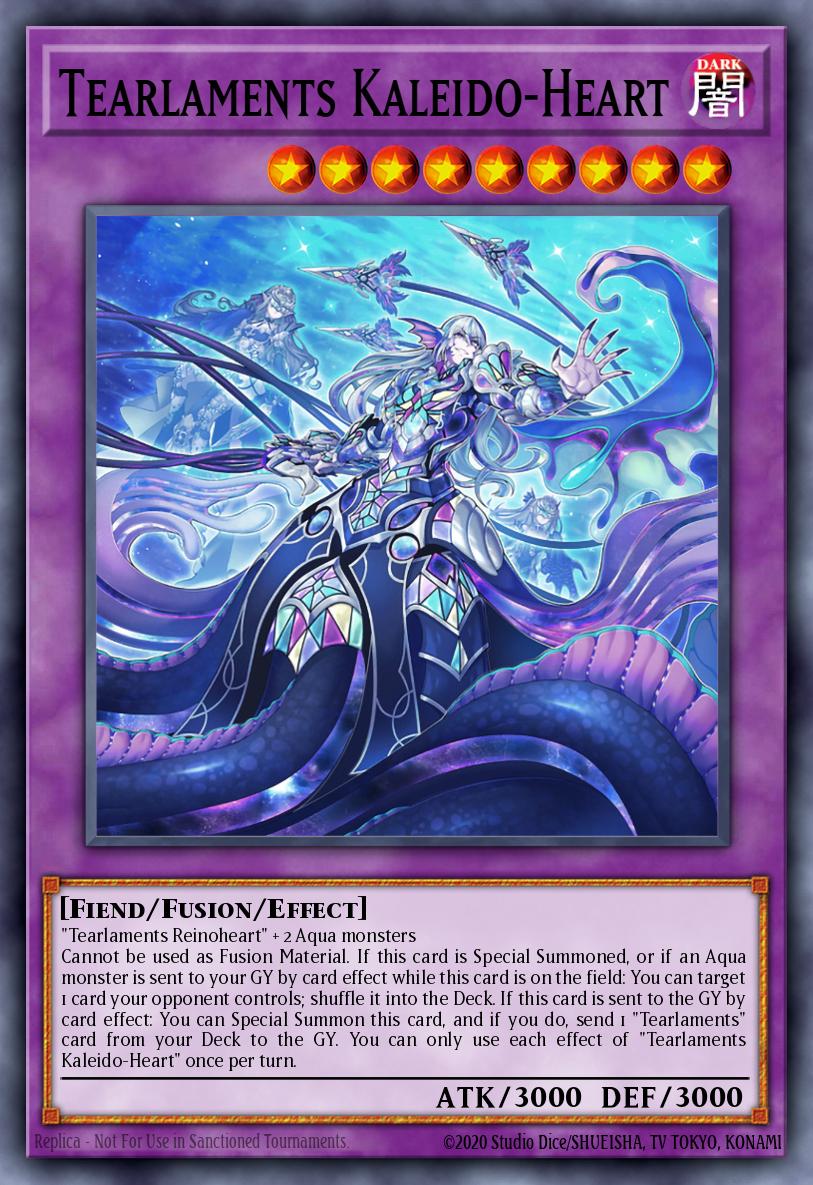 Tearlaments Kaleido-Heart
DARK
闇
[Fiend/Fusion/Effect]
"Tearlaments Reinoheart" + 2 Aqua monsters
Cannot be used as Fusion Material. If this card is Special Summoned, or if an Aqua
monster is sent to your GY by card effect while this card is on the field: You can target
1 card your opponent controls; shuffle it into the Deck. If this card is sent to the GY by
card effect: You can Special Summon this card, and if you do, send 1 "Tearlaments"
card from your Deck to the GY. You can only use each effect of "Tearlaments
Kaleido-Heart" once per turn.
ATK/3000 DEF/3000
Replica - Not For Use in Sanctioned Tournaments.
©2020 Studio Dice/SHUEISHA, TV TOKYO, KONAMI